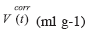 corr
V (t) (ml g-1)